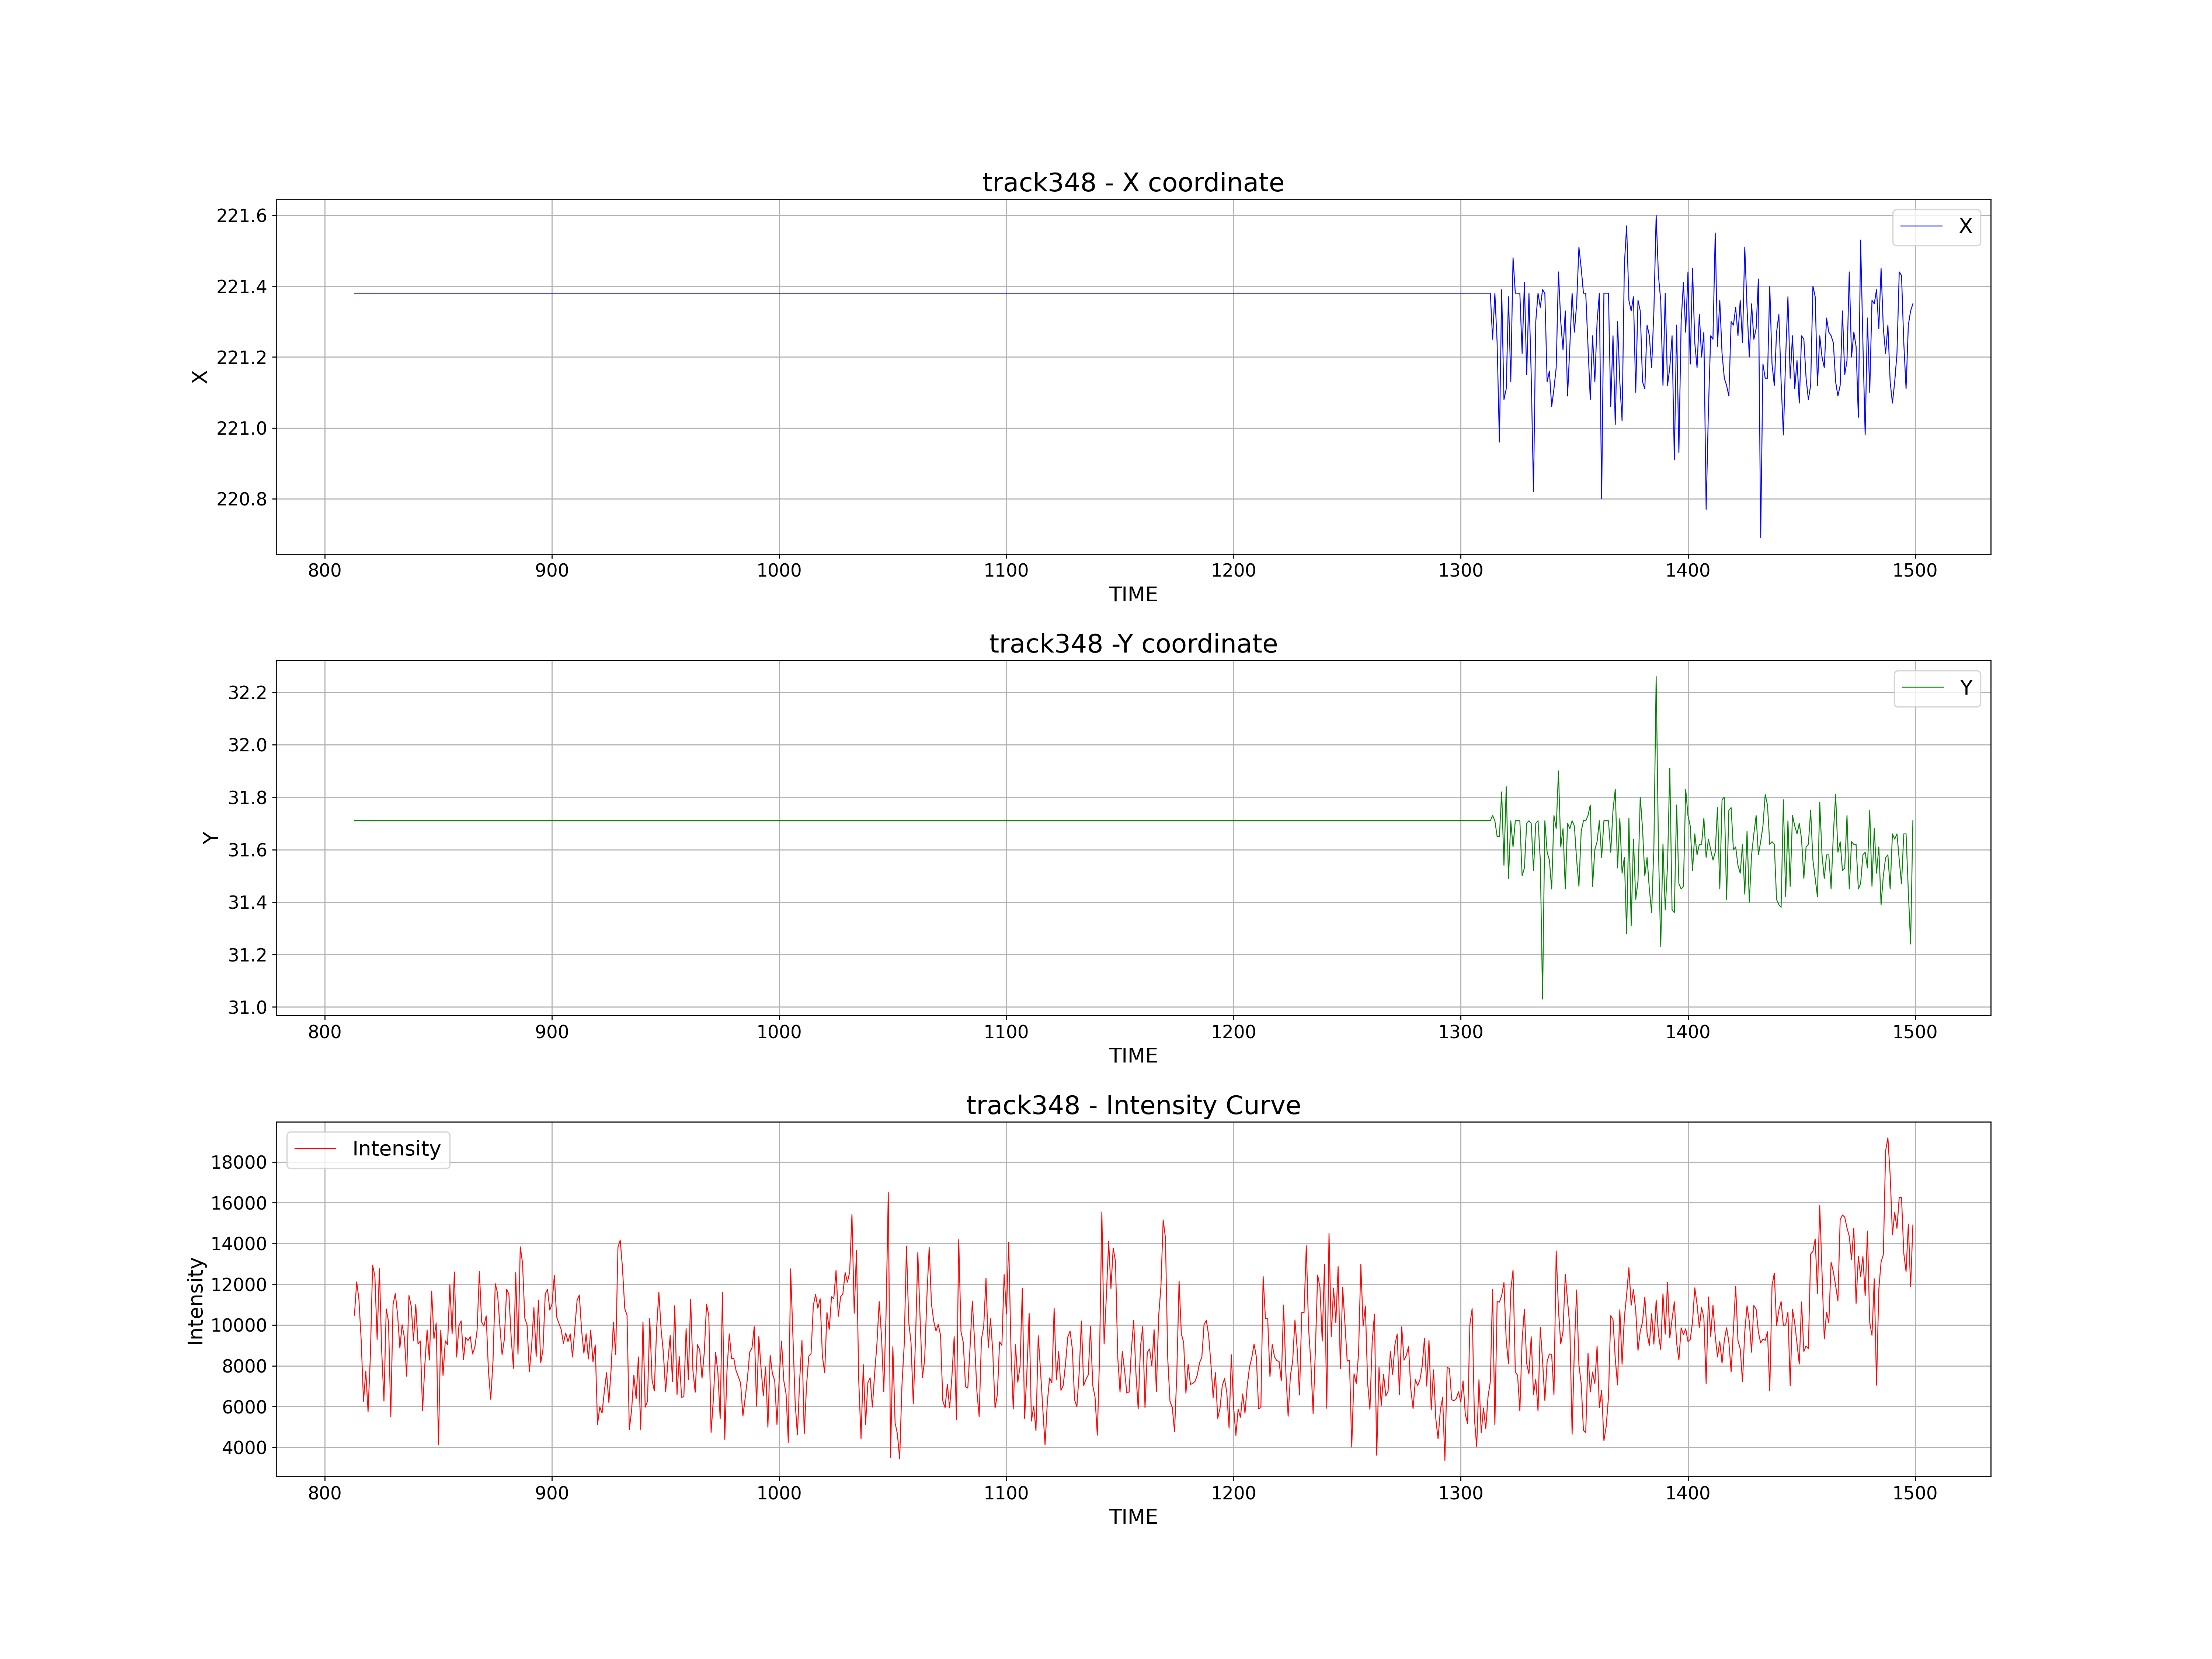 track348 - X coordinate
X
221.6
221.4
221.2
221.0
220.8
X
800 900 1000 1100 1200 1300 1400 1500
TIME
track348 -Y coordinate
Y
32.2
32.0
31.8
31.6
31.4
31.2
31.0
Y
800 900 1000 1100 1200 1300 1400 1500
TIME
track348 - Intensity Curve
Intensity
18000
16000
14000
12000
10000
8000
6000
4000
Intensity
800 900 1000 1100 1200 1300 1400 1500
TIME